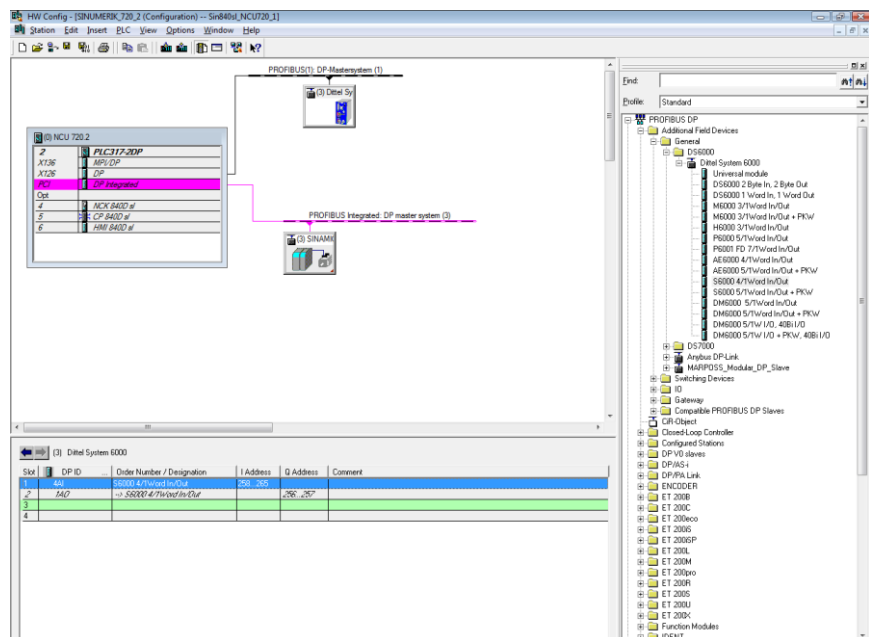 HW Config - [SINUMERIK_720_2 (Configuration) -- Sin840sl_NCU720_1]
Station Edit Insert PLC View Options Window Help
PROFIBUS(1): DP-Mastersystem (1)
(3) Dittel Sy
(0) NCU 720.2
2 PLC317-2DP
X136 MPI/DP
X126 DP
PCI DP Integrated
Opt
4 NCK 840D sl
5 CP 840D sl
6 HMI 840D sl
PROFIBUS Integrated: DP master system (3)
(3) SINAMI
(3) Dittel System 6000
Slot DP ID ... Order Number / Designation I Address Q Address Comment
1 4AI S6000 4/1Word In/Out 258...265
2 1AO --> S6000 4/1Word In/Out 256...257
3
4
Find:
Profile: Standard
PROFIBUS DP
Additional Field Devices
General
DS6000
Dittel System 6000
Universal module
DS6000 2 Byte In, 2 Byte Out
DS6000 1 Word In, 1 Word Out
M6000 3/1Word In/Out
M6000 3/1Word In/Out + PKW
H6000 3/1Word In/Out
P6000 5/1Word In/Out
P6001 FD 7/1Word In/Out
AE6000 4/1Word In/Out
AE6000 5/1Word In/Out + PKW
S6000 4/1Word In/Out
S6000 5/1Word In/Out + PKW
DM6000 5/1Word In/Out
DM6000 5/1Word In/Out + PKW
DM6000 5/1W I/O, 40Bi I/O
DM6000 5/1W I/O + PKW, 40Bi I/O
DS7000
Anybus DP-Link
MARPOSS_Modular_DP_Slave
Switching Devices
IO
Gateway
Compatible PROFIBUS DP Slaves
CiR-Object
Closed-Loop Controller
Configured Stations
DP V0 slaves
DP/AS-i
DP/PA Link
ENCODER
ET 200B
ET 200C
ET 200eco
ET 200iS
ET 200iSP
ET 200L
ET 200M
ET 200pro
ET 200R
ET 200S
ET 200U
ET 200X
Function Modules
IDENT